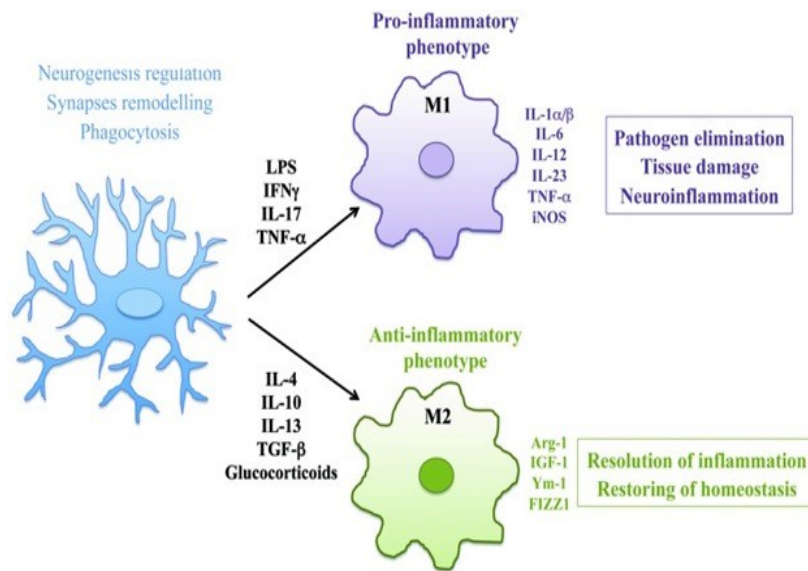 Neurogenesis regulation
Synapses remodelling
Phagocytosis
LPS
IFNγ
IL-17
TNF-α
Pro-inflammatory
phenotype
M1
IL-1α/β
IL-6
IL-12
IL-23
TNF-α
iNOS
Pathogen elimination
Tissue damage
Neuroinflammation
IL-4
IL-10
IL-13
TGF-β
Glucocorticoids
Anti-inflammatory
phenotype
M2
Arg-1
IGF-1
Ym-1
FIZZ1
Resolution of inflammation
Restoring of homeostasis